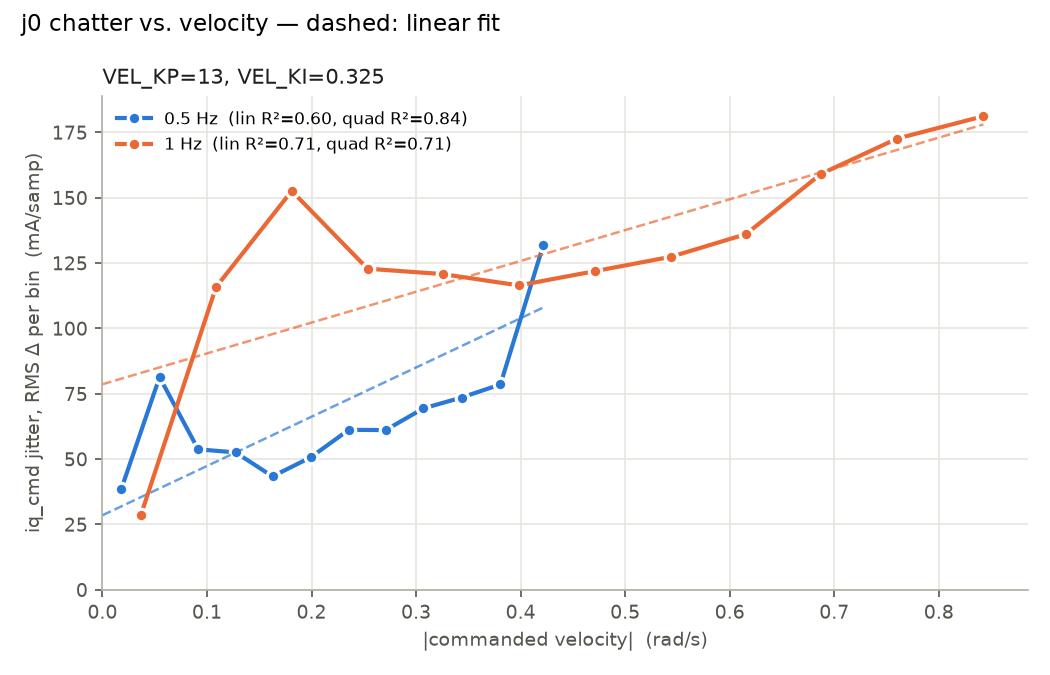 j0 chatter vs. velocity — dashed: linear fit
VEL_KP=13, VEL_KI=0.325
0.5 Hz  (lin R²=0.60, quad R²=0.84)
1 Hz  (lin R²=0.71, quad R²=0.71)
iq_cmd jitter, RMS Δ per bin  (mA/samp)
175
150
125
100
75
50
25
0
0.0 0.1 0.2 0.3 0.4 0.5 0.6 0.7 0.8
|commanded velocity|  (rad/s)